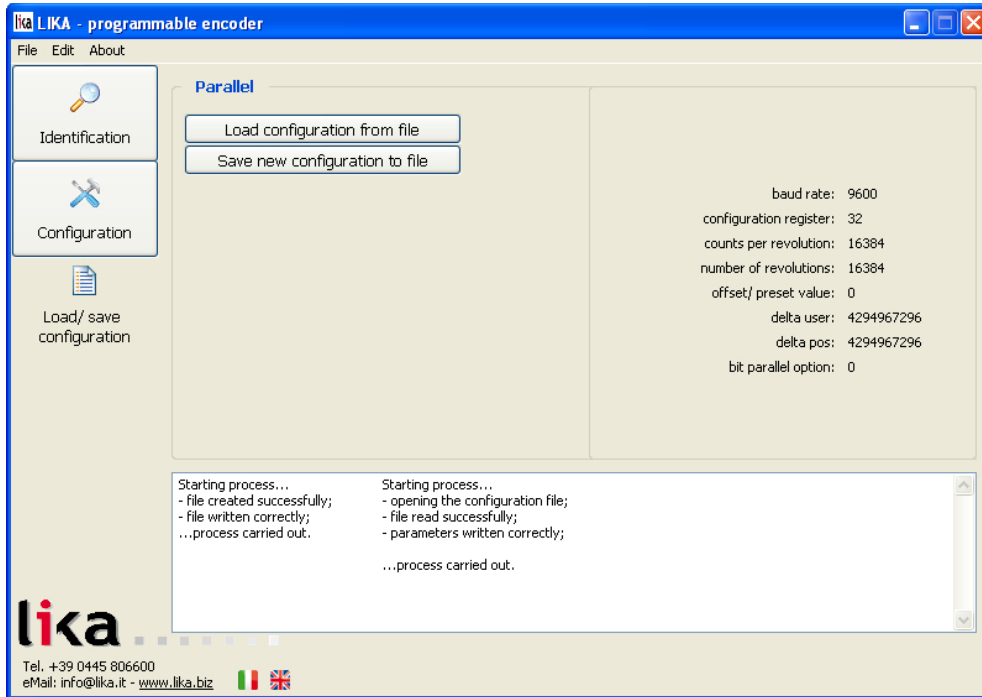 lika LIKA - programmable encoder
File Edit About
Identification
Configuration
Load/ save
configuration
Parallel
Load configuration from file
Save new configuration to file
baud rate: 9600
configuration register: 32
counts per revolution: 16384
number of revolutions: 16384
offset/ preset value: 0
delta user: 4294967296
delta pos: 4294967296
bit parallel option: 0
Starting process...
- file created successfully;
- file written correctly;
...process carried out.
Starting process...
- opening the configuration file;
- file read successfully;
- parameters written correctly;
...process carried out.
lika
Tel. +39 0445 806600
eMail: info@lika.it - www.lika.biz